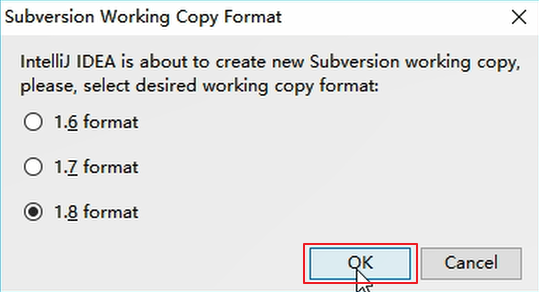 Subversion Working Copy Format
IntelliJ IDEA is about to create new Subversion working copy,
please, select desired working copy format:
1.6 format
1.7 format
1.8 format
OK Cancel